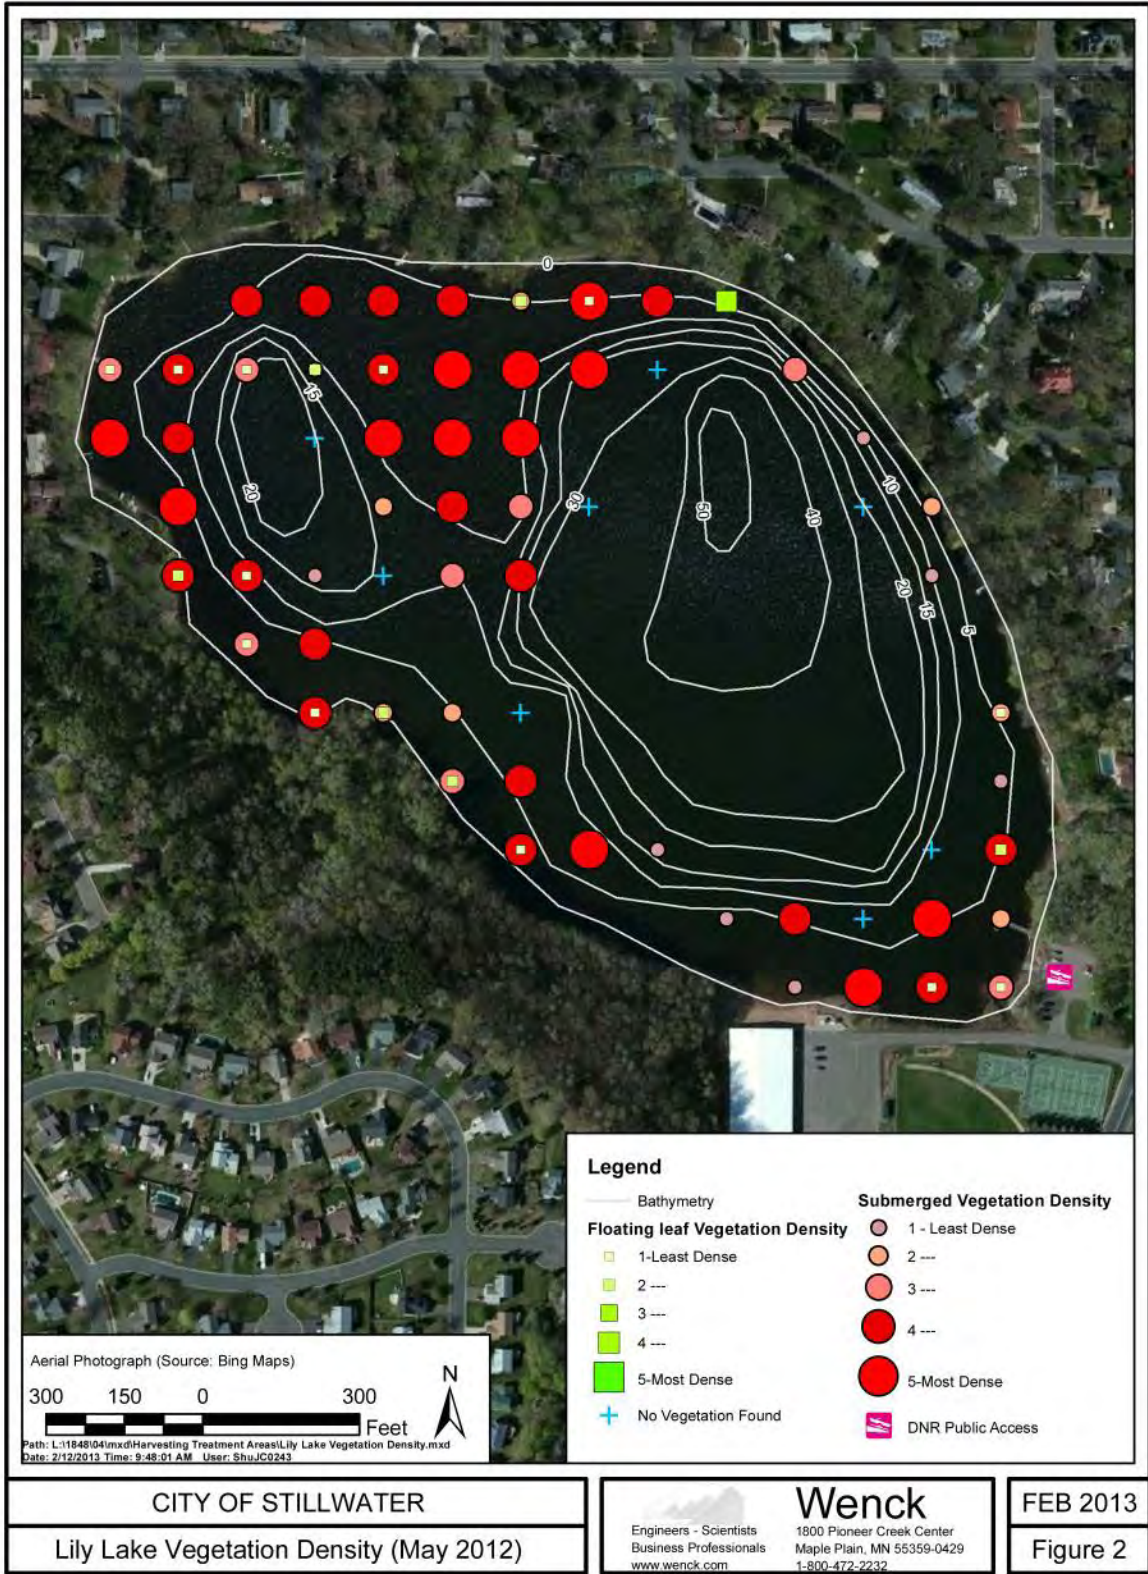 0
15
20
30
50
40
10
20
15
5
Legend
Bathymetry
Floating leaf Vegetation Density
1-Least Dense
2 ---
3 ---
4 ---
5-Most Dense
No Vegetation Found
Submerged Vegetation Density
1 - Least Dense
2 ---
3 ---
4 ---
5-Most Dense
DNR Public Access
Aerial Photograph (Source: Bing Maps)
N
300 150 0 300
Feet
Path: L:\1848\04\mxd\Harvesting Treatment Areas\Lily Lake Vegetation Density.mxd
Date: 2/12/2013 Time: 9:48:01 AM User: ShuJC0243
CITY OF STILLWATER
Lily Lake Vegetation Density (May 2012)
Engineers - Scientists
Business Professionals
www.wenck.com
Wenck
1800 Pioneer Creek Center
Maple Plain, MN 55359-0429
1-800-472-2232
FEB 2013
Figure 2